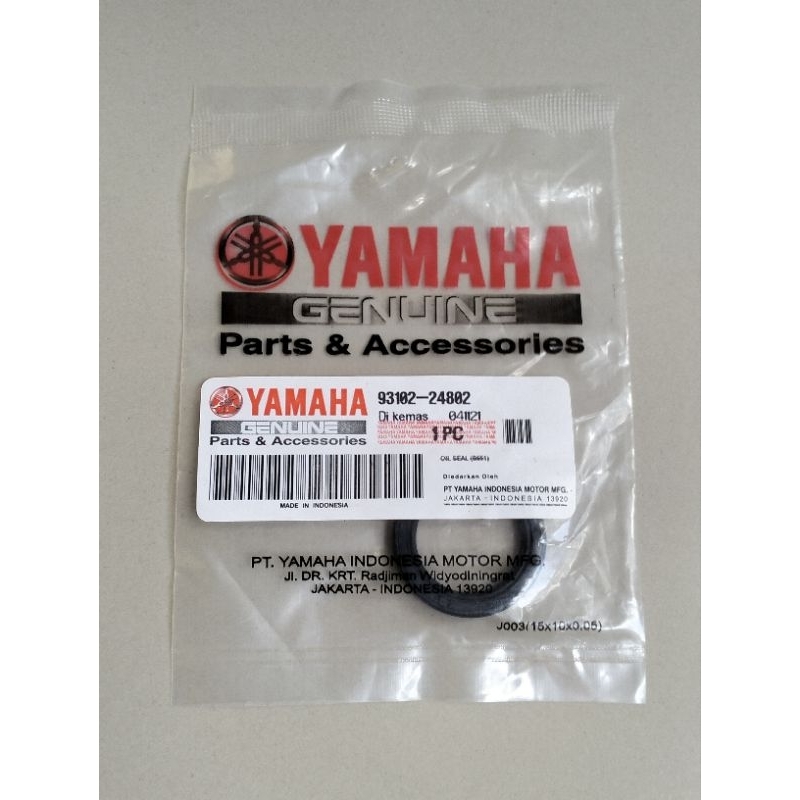 YAMAHA
GENUINE
Parts & Accessories
YAMAHA
GENUINE
Parts & Accessories
MADE IN INDONESIA
93102-24802
Di kemas 041121
1 PC
OIL SEAL
Diedarkan Oleh
PT YAMAHA INDONESIA MOTOR MFG.
JAKARTA - INDONESIA 13920
PT. YAMAHA INDONESIA MOTOR MFG.
Jl. DR. KRT. Radjiman Widyodiningrat
JAKARTA - INDONESIA 13920
J003(15x10x0.05)